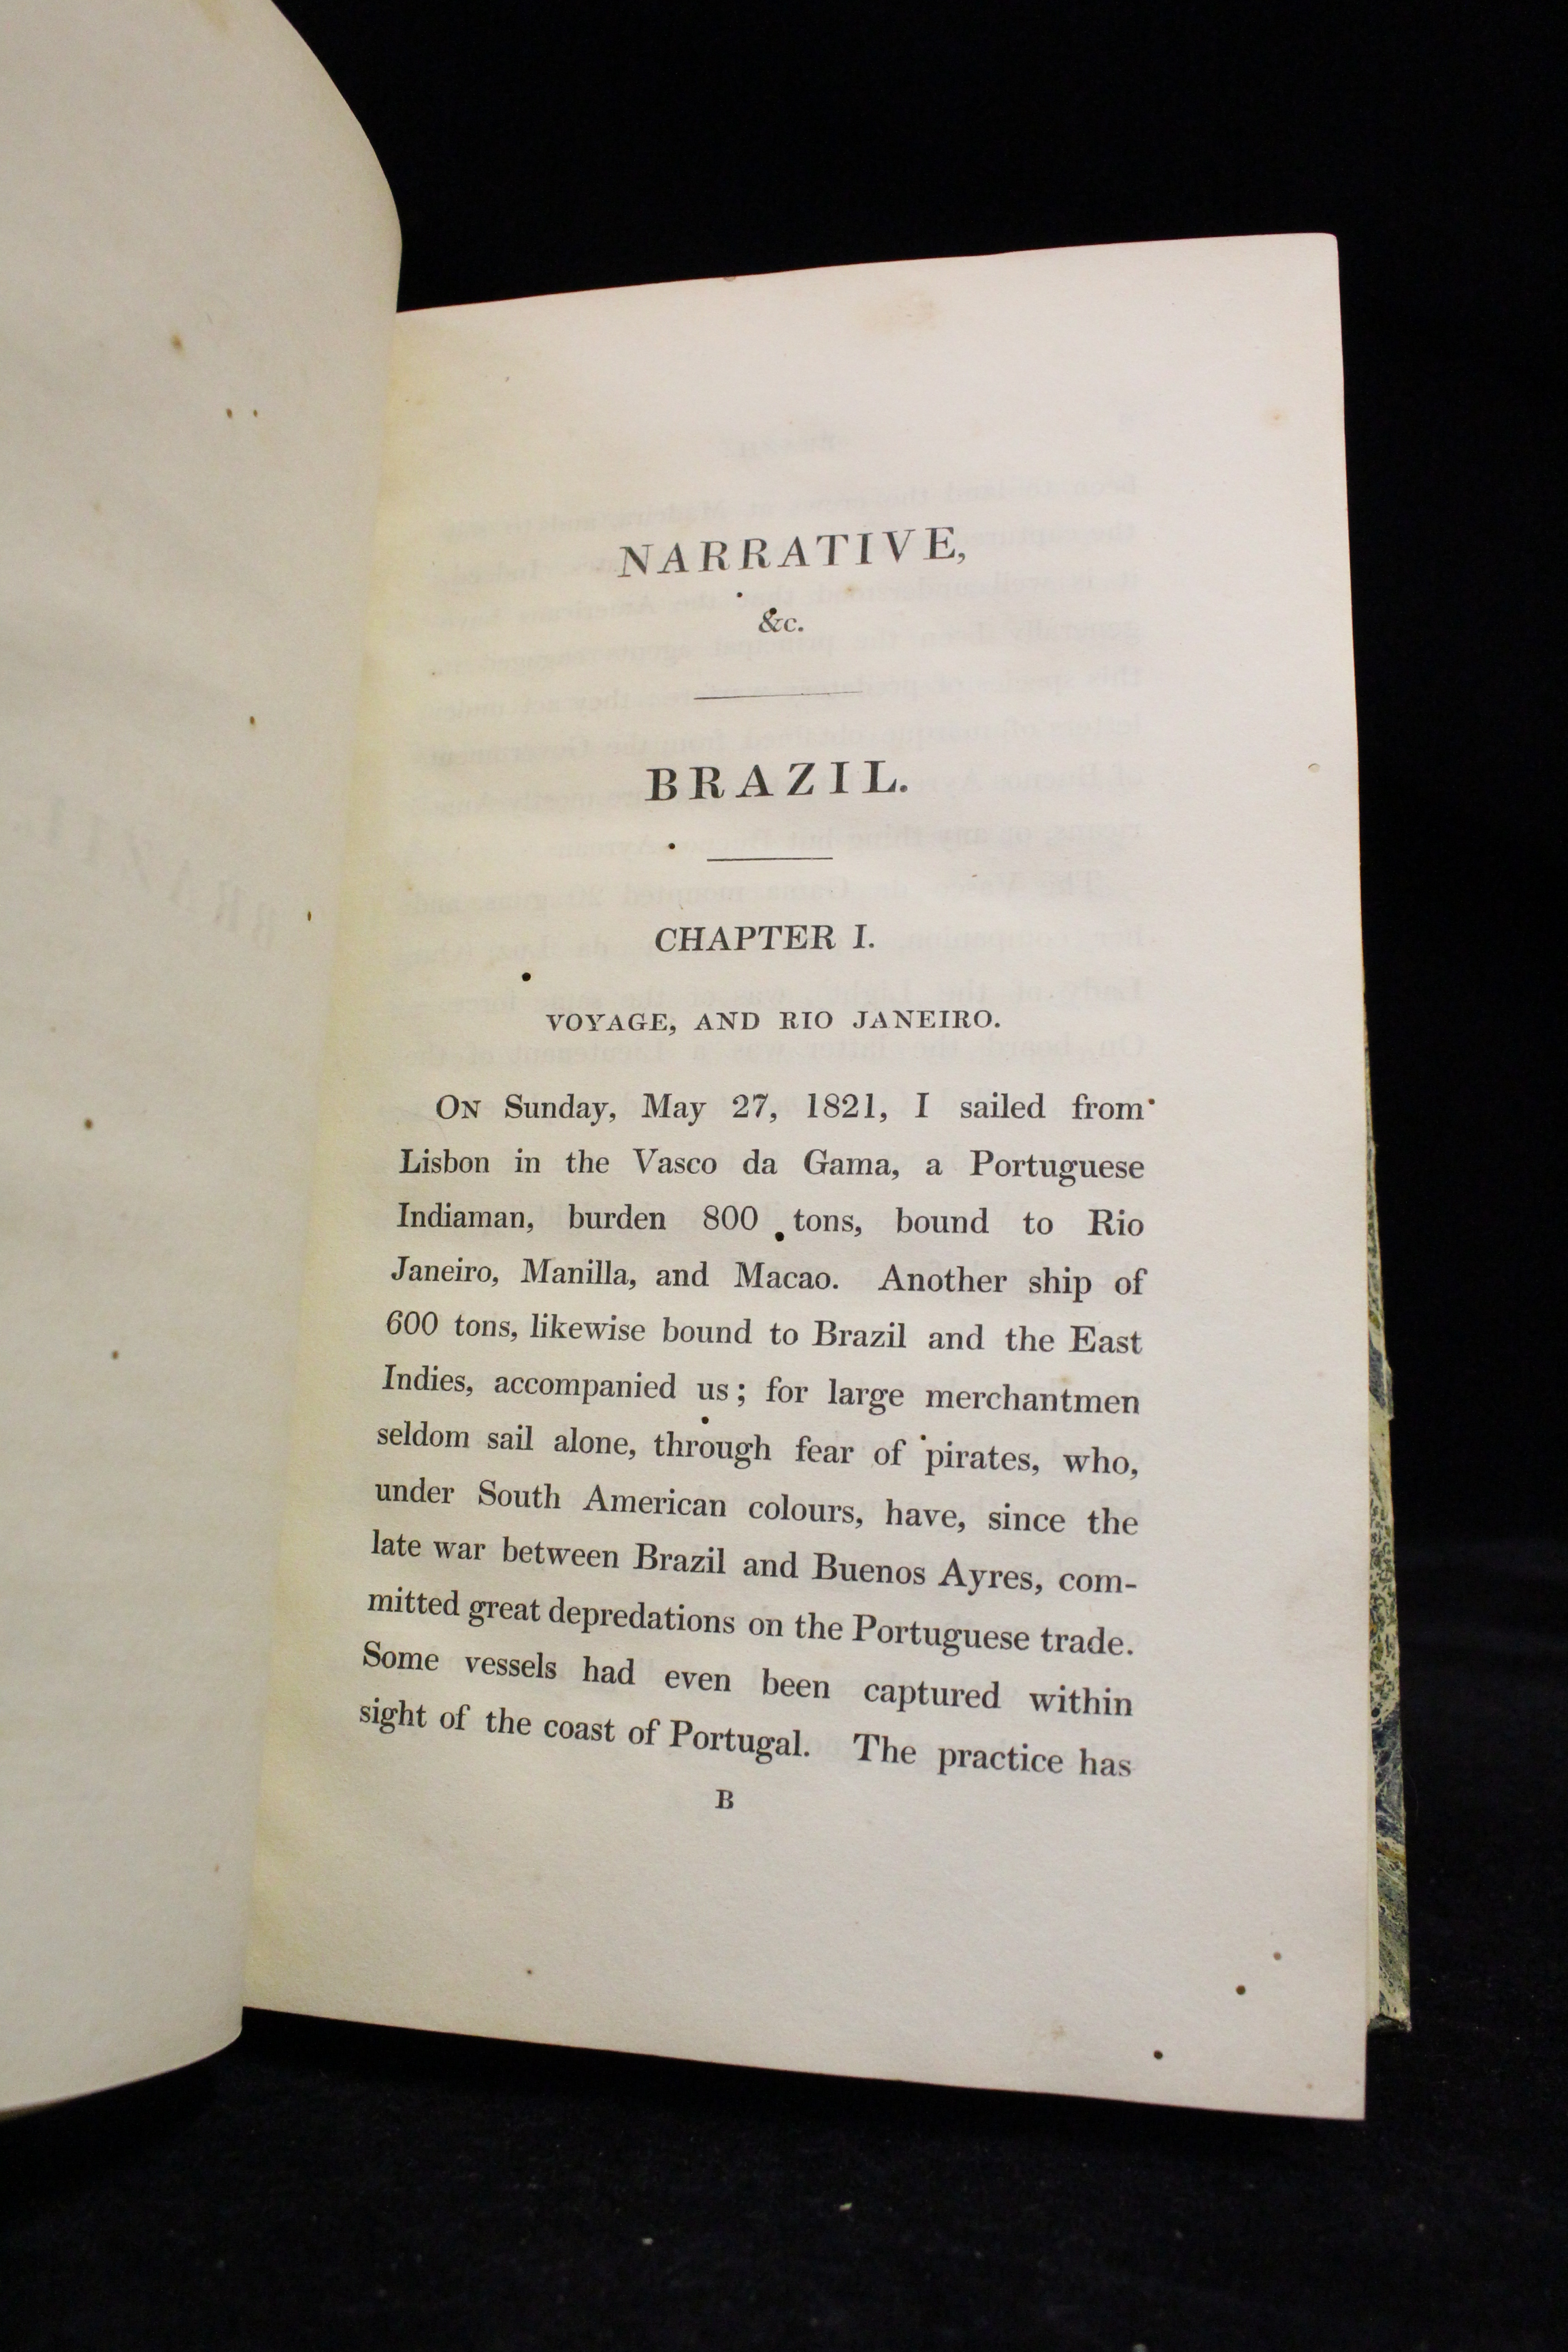 NARRATIVE,
&c.
BRAZIL.
CHAPTER I.
VOYAGE, AND RIO JANEIRO.
ON Sunday, May 27, 1821, I sailed from
Lisbon in the Vasco da Gama, a Portuguese
Indiaman, burden 800 tons, bound to Rio
Janeiro, Manilla, and Macao. Another ship of
600 tons, likewise bound to Brazil and the East
Indies, accompanied us; for large merchantmen
seldom sail alone, through fear of pirates, who,
under South American colours, have, since the
late war between Brazil and Buenos Ayres, com-
mitted great depredations on the Portuguese trade.
Some vessels had even been captured within
sight of the coast of Portugal. The practice has
B